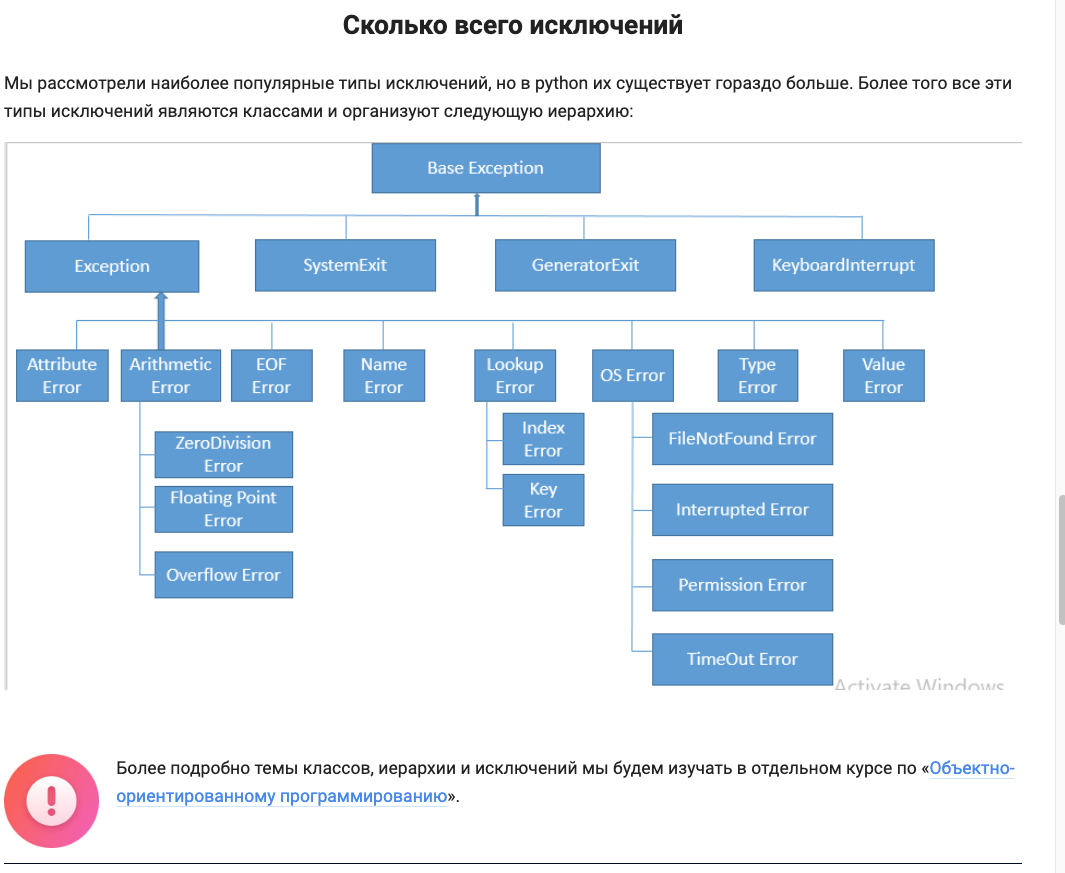 Сколько всего исключений
Мы рассмотрели наиболее популярные типы исключений, но в python их существует гораздо больше. Более того все эти
типы исключений являются классами и организуют следующую иерархию:
Base Exception
Exception
SystemExit
GeneratorExit
KeyboardInterrupt
Attribute
Error
Arithmetic
Error
EOF
Error
Name
Error
Lookup
Error
OS Error
Type
Error
Value
Error
ZeroDivision
Error
Floating Point
Error
Overflow Error
Index
Error
Key
Error
FileNotFound Error
Interrupted Error
Permission Error
TimeOut Error
Activate Windows
Более подробно темы классов, иерархии и исключений мы будем изучать в отдельном курсе по «Объектно-
ориентированному программированию».